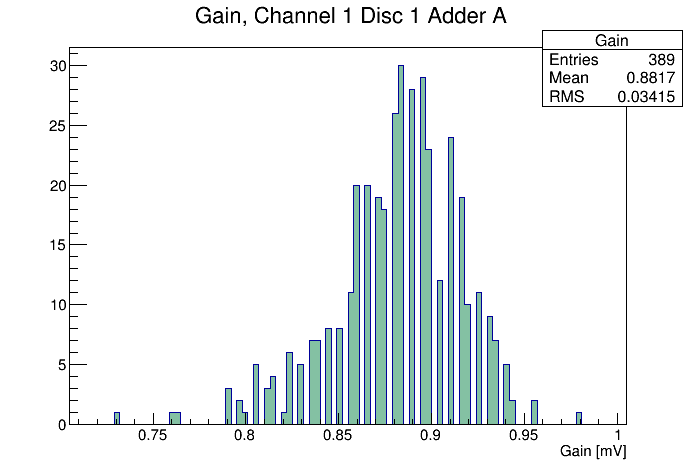 Gain, Channel 1 Disc 1 Adder A
Gain
Entries 389
Mean 0.8817
RMS 0.03415
30
25
20
15
10
5
0
0.75 0.8 0.85 0.9 0.95 1
Gain [mV]